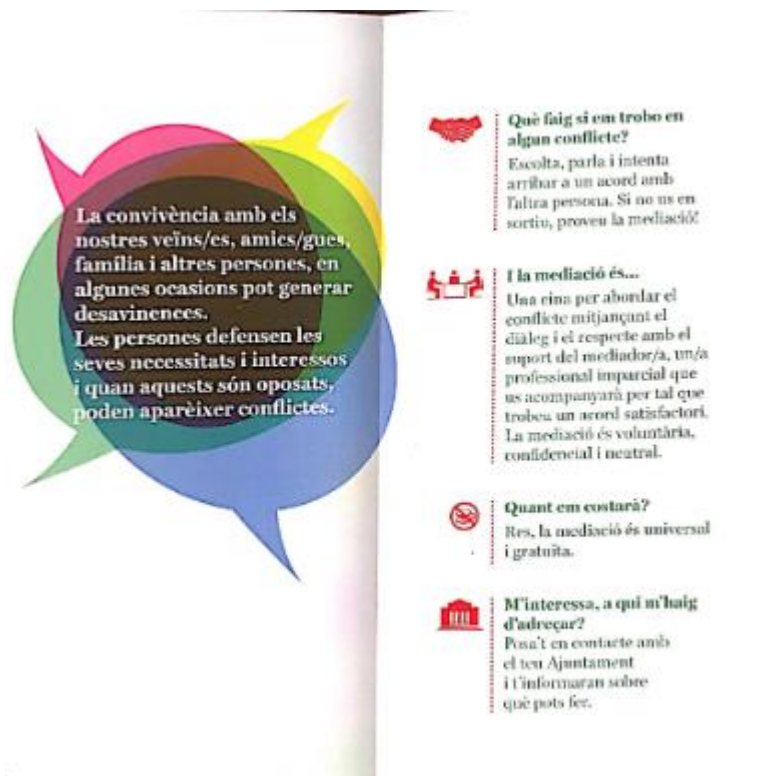 La convivència amb els
nostres veïns/es, amics/gues,
família i altres persones, en
algunes ocasions pot generar
desavinences.
Les persones defensen les
seves necessitats i interessos
i quan aquests són oposats,
poden aparèixer conflictes.
Què faig si em trobo en
algun conflicte?
Escolta, parla i intenta
arribar a un acord amb
l'altra persona. Si no us en
sortiu, proveu la mediació!
I la mediació és...
Una eina per abordar el
conflicte mitjançant el
diàleg i el respecte amb el
suport del mediador/a, un/a
professional imparcial que
us acompanyarà per tal que
trobeu un acord satisfactori.
La mediació és voluntària,
confidencial i neutral.
Quant em costarà?
Res, la mediació és universal
i gratuïta.
M'interessa, a qui m'haig
d'adreçar?
Posa't en contacte amb
el teu Ajuntament
i t'informaran sobre
què pots fer.